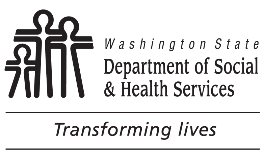 Washington State
Department of Social
& Health Services
Transforming lives